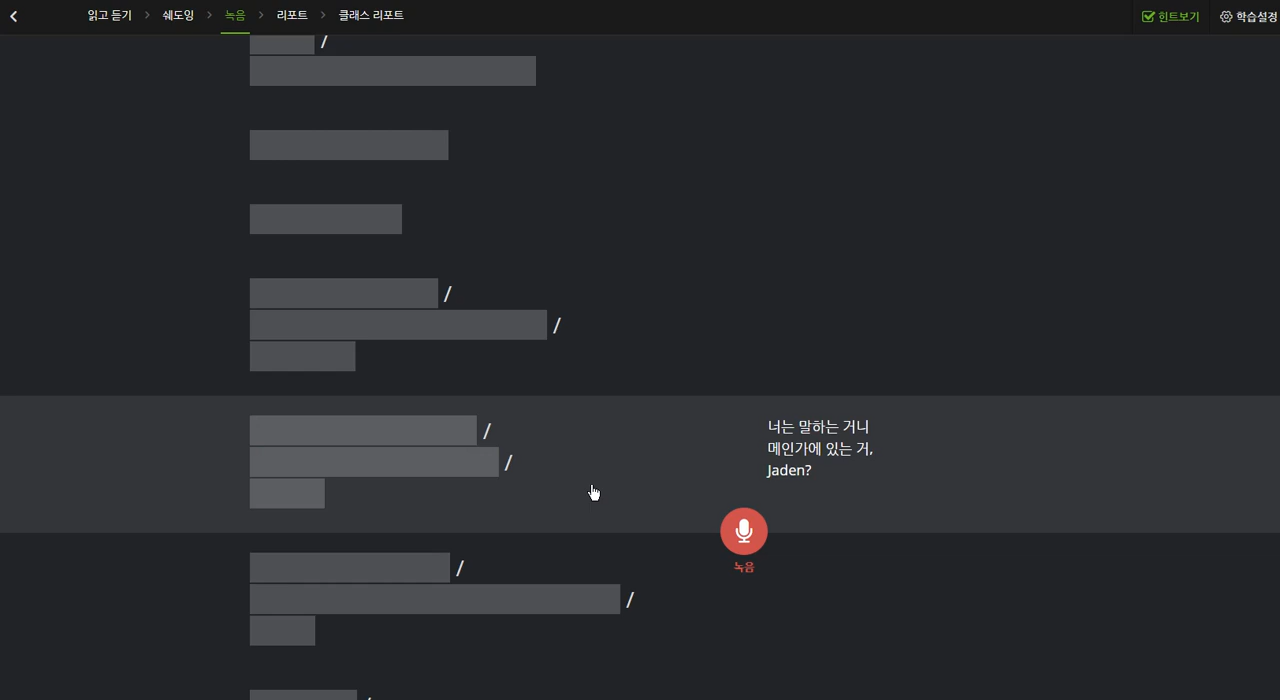 읽고 듣기 > 쉐도잉 > 녹음 > 리포트 > 클래스 리포트
힌트보기
학습설정
/
/
/
/
너는 말하는 거니
메인가에 있는 거,
/
Jaden?
녹음
/
/